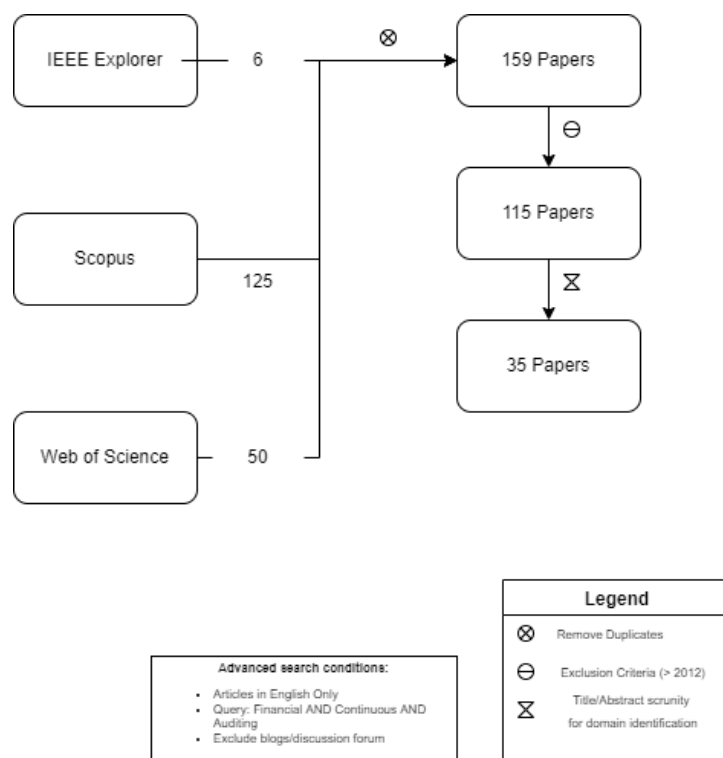 IEEE Explorer
6
159 Papers
115 Papers
Scopus
125
35 Papers
Web of Science
50
Legend
Remove Duplicates
Exclusion Criteria (> 2012)
Title/Abstract scrunity
for domain identification
Advanced search conditions:
• Articles in English Only
• Query: Financial AND Continuous AND
Auditing
• Exclude blogs/discussion forum